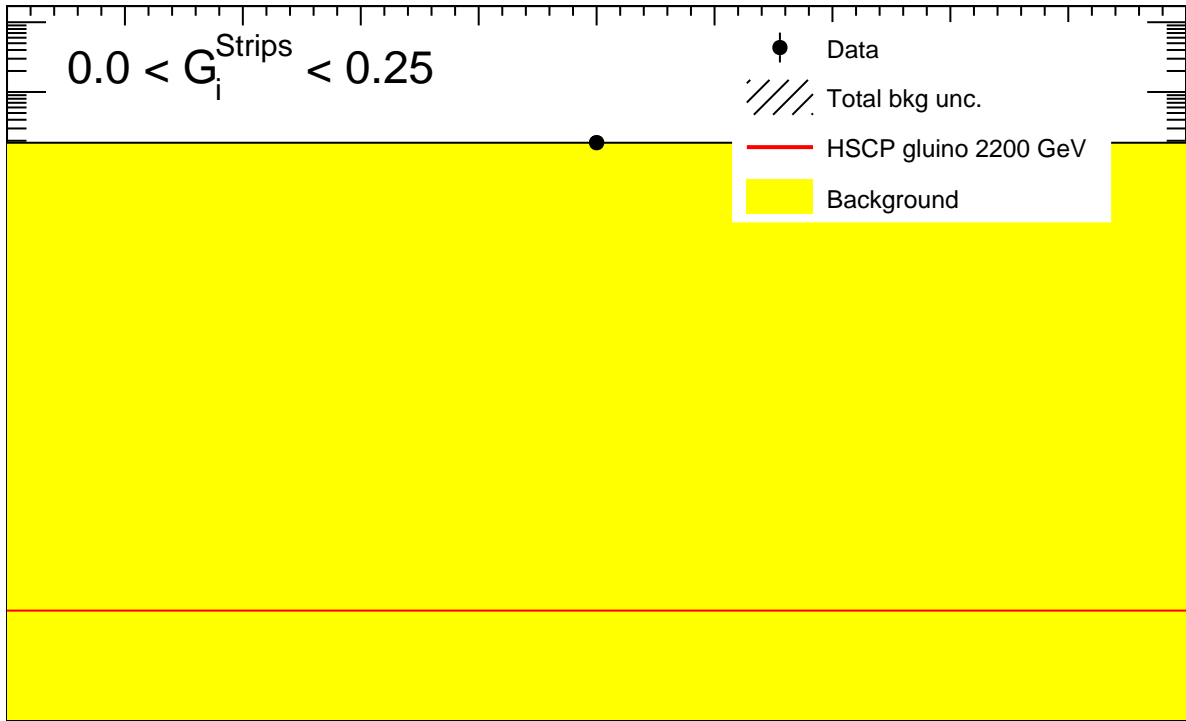 0.0 < G_i^Strips < 0.25
Data
Total bkg unc.
HSCP gluino 2200 GeV
Background